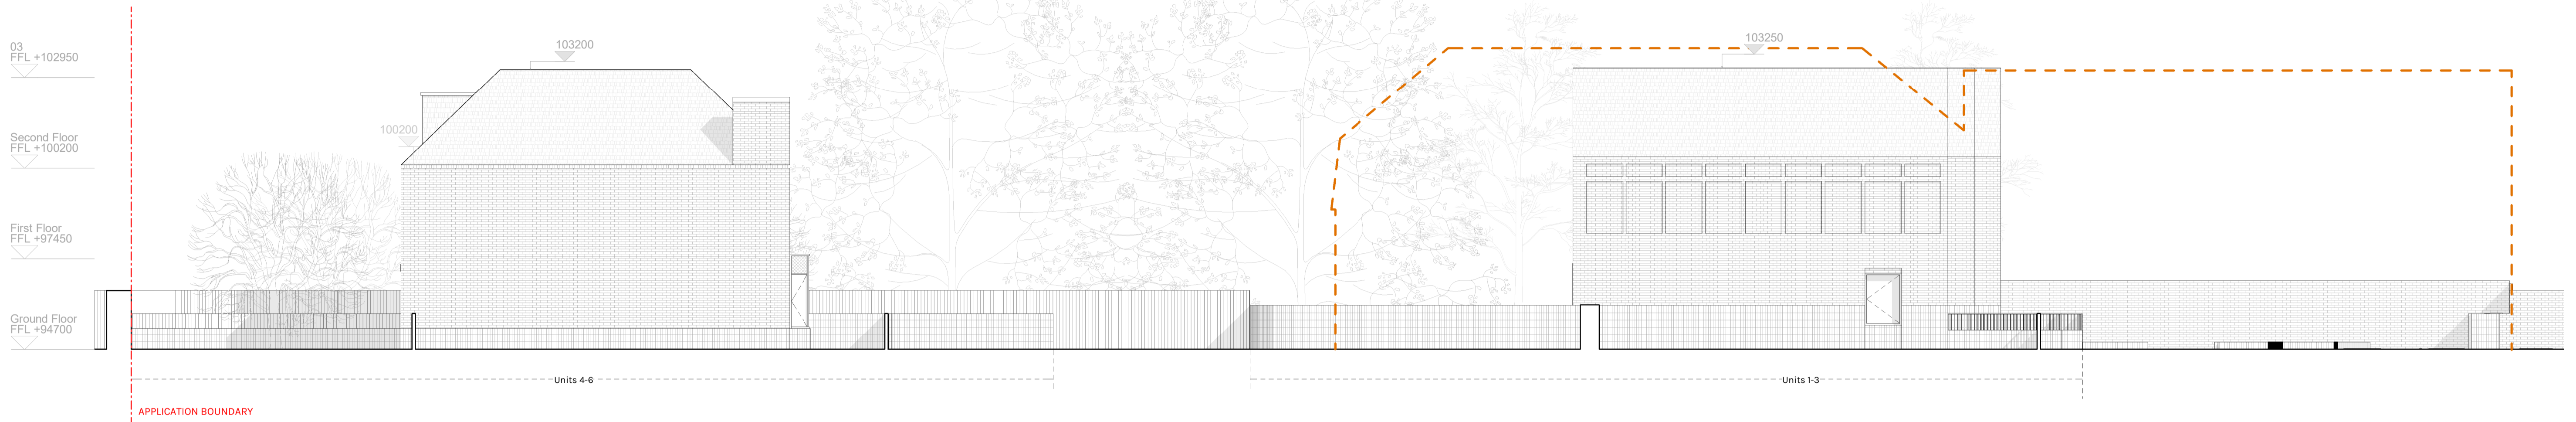 03
FFL +102950
Second Floor
FFL +100200
First Floor
FFL +97450
Ground Floor
FFL +94700
103200
100200
103250
Units 4-6
Units 1-3
APPLICATION BOUNDARY